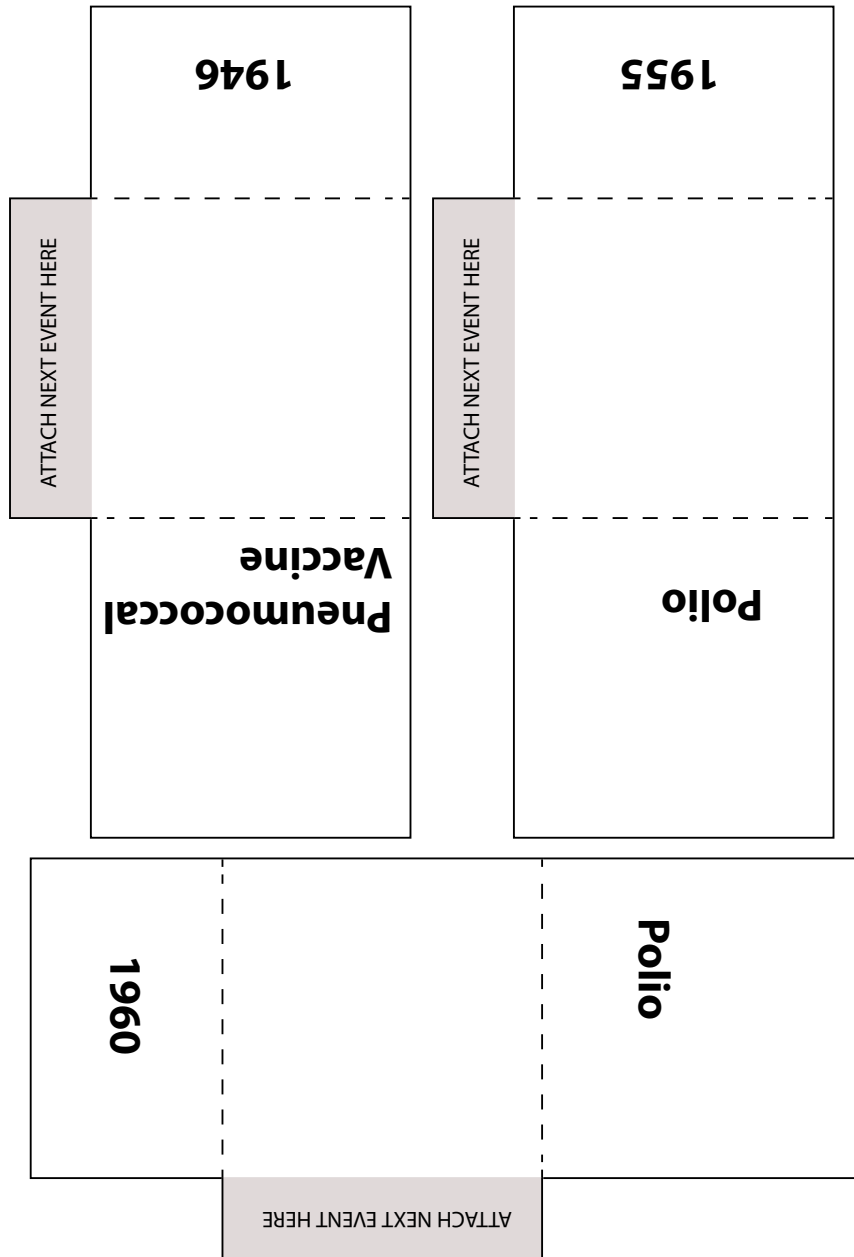 1946
ATTACH NEXT EVENT HERE
Pneumococcal
Vaccine
1955
ATTACH NEXT EVENT HERE
Polio
1960
Polio
ATTACH NEXT EVENT HERE